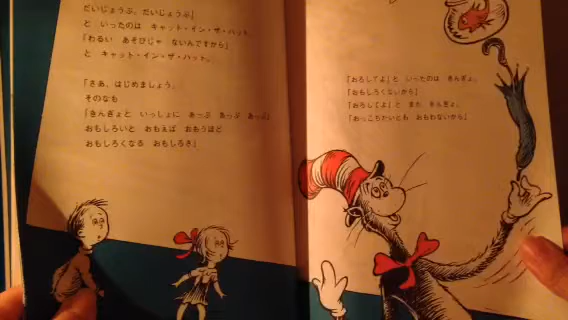 だいじょうぶ、だいじょうぶ」
と　いったのは　キャット・イン・ザ・ハット。
「わるい　あそびじゃ　ないんですから」
と　キャット・イン・ザ・ハット。
「さあ、はじめましょう。
そのなも
「きんぎょと　いっしょに　あっぷ　あっぷ　あっぷ」
おもしろいと　おもえば　おもうほど
おもしろくなる　おもしろさ」
「おろしてよ」と　いったのは　きんぎょ。
「おもしろくないから」
「おろしてよ」と　また　きんぎょ。
「おっこちたいとも　おもわないから」